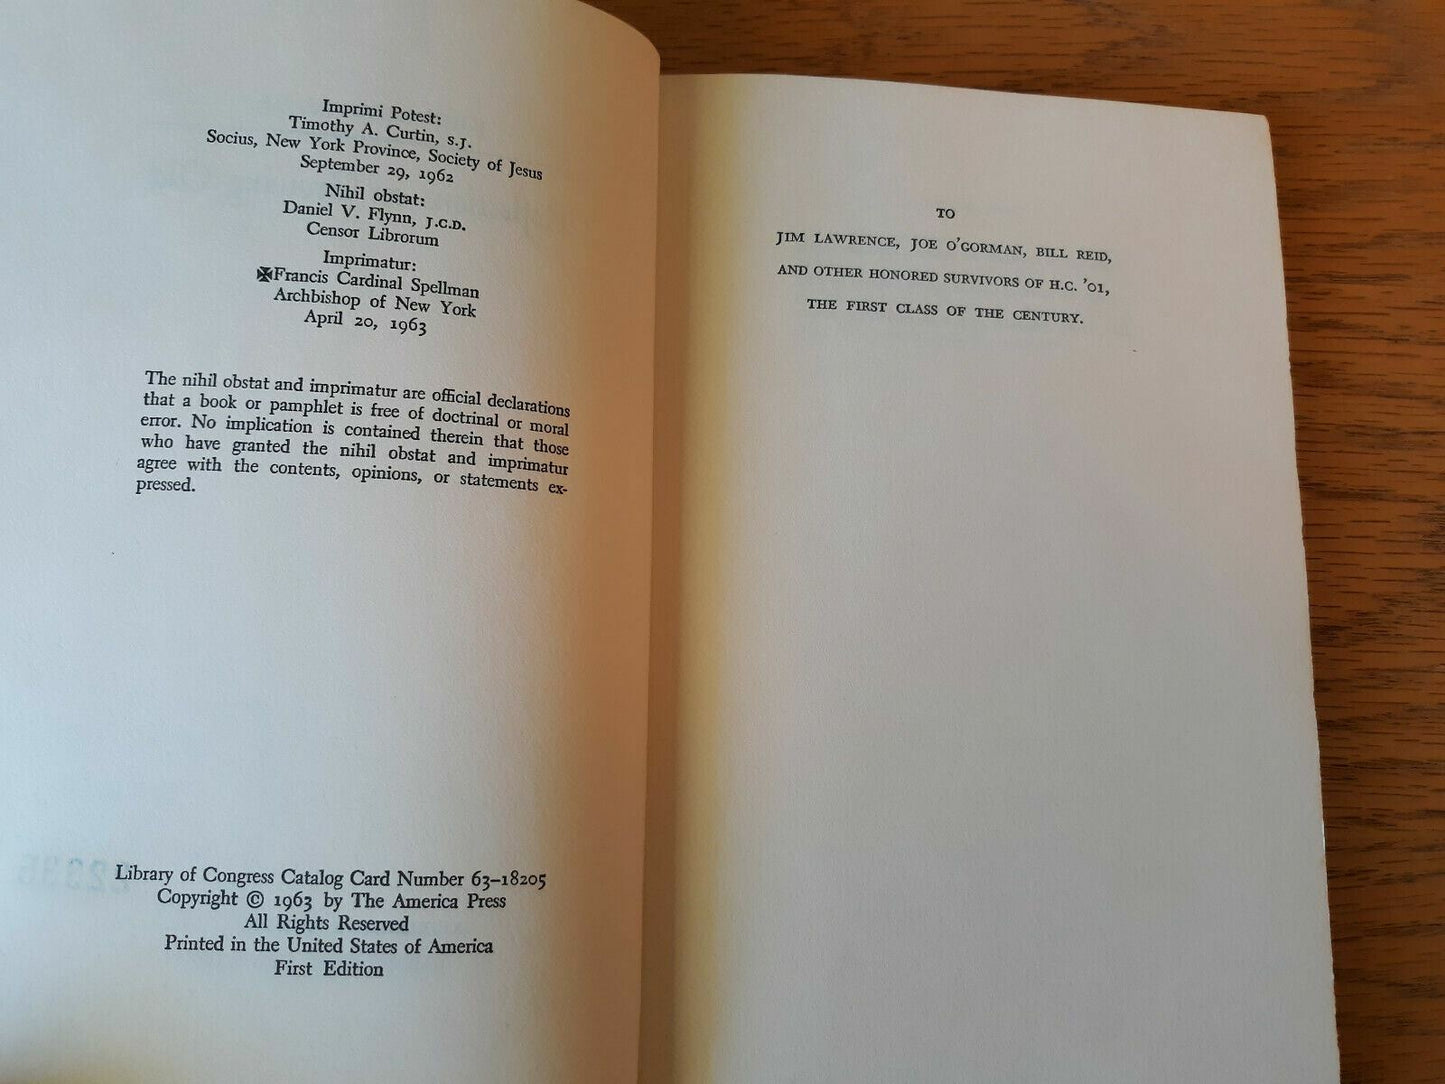 Imprimi Potest:
Timothy A. Curtin, S.J.
Socius, New York Province, Society of Jesus
September 29, 1962
Nihil obstat:
Daniel V. Flynn, J.C.D.
Censor Librorum
Imprimatur:
✠Francis Cardinal Spellman
Archbishop of New York
April 20, 1963
The nihil obstat and imprimatur are official declarations
that a book or pamphlet is free of doctrinal or moral
error. No implication is contained therein that those
who have granted the nihil obstat and imprimatur
agree with the contents, opinions, or statements ex-
pressed.
Library of Congress Catalog Card Number 63–18205
Copyright © 1963 by The America Press
All Rights Reserved
Printed in the United States of America
First Edition
TO
JIM LAWRENCE, JOE O'GORMAN, BILL REID,
AND OTHER HONORED SURVIVORS OF H.C. '01,
THE FIRST CLASS OF THE CENTURY.